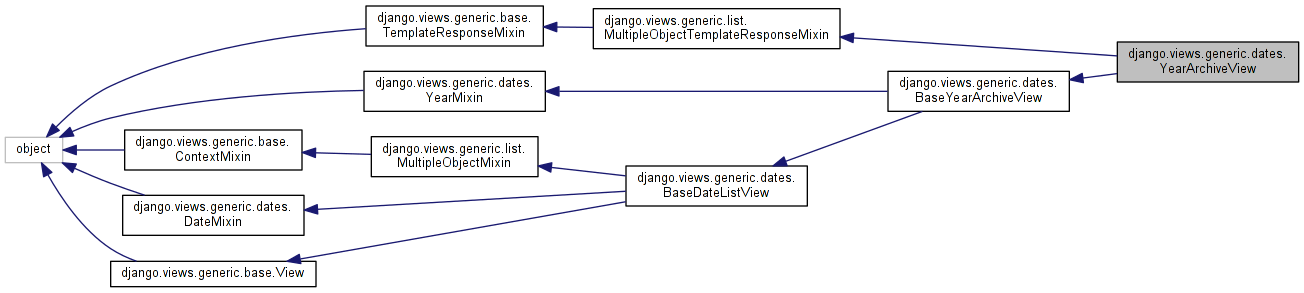 django.views.generic.base.
TemplateResponseMixin
django.views.generic.list.
MultipleObjectTemplateResponseMixin
django.views.generic.dates.
YearArchiveView
django.views.generic.dates.
YearMixin
django.views.generic.dates.
BaseYearArchiveView
object
django.views.generic.base.
ContextMixin
django.views.generic.list.
MultipleObjectMixin
django.views.generic.dates.
BaseDateListView
django.views.generic.dates.
DateMixin
django.views.generic.base.View